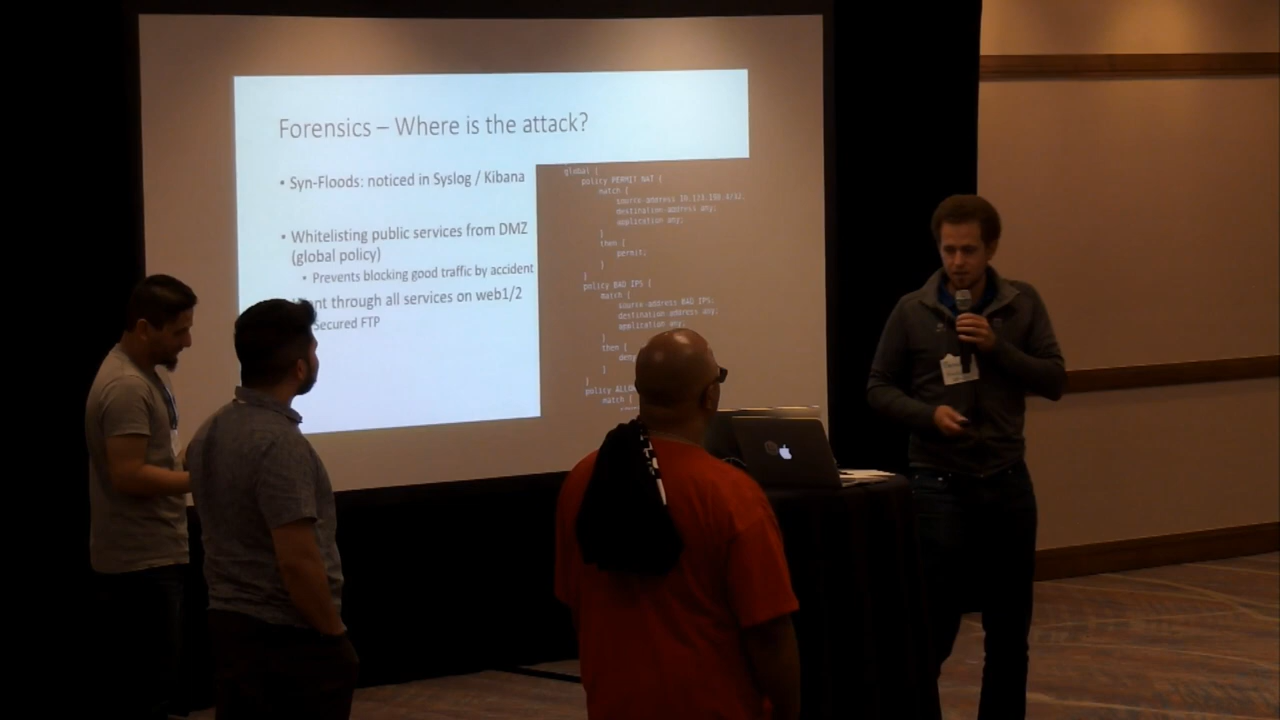 Forensics – Where is the attack?
• Syn-Floods: noticed in Syslog / Kibana
• Whitelisting public services from DMZ
(global policy)
• Prevents blocking good traffic by accident
through all services on web1/2
Secured FTP
global {
policy PERMIT NAT {
match {
source-address
destination-address any;
application any;
}
then {
permit;
}
}
policy BAD IPS {
match {
source-address BAD IPS;
destination-address any;
application any;
}
then {
}
}
policy
match {